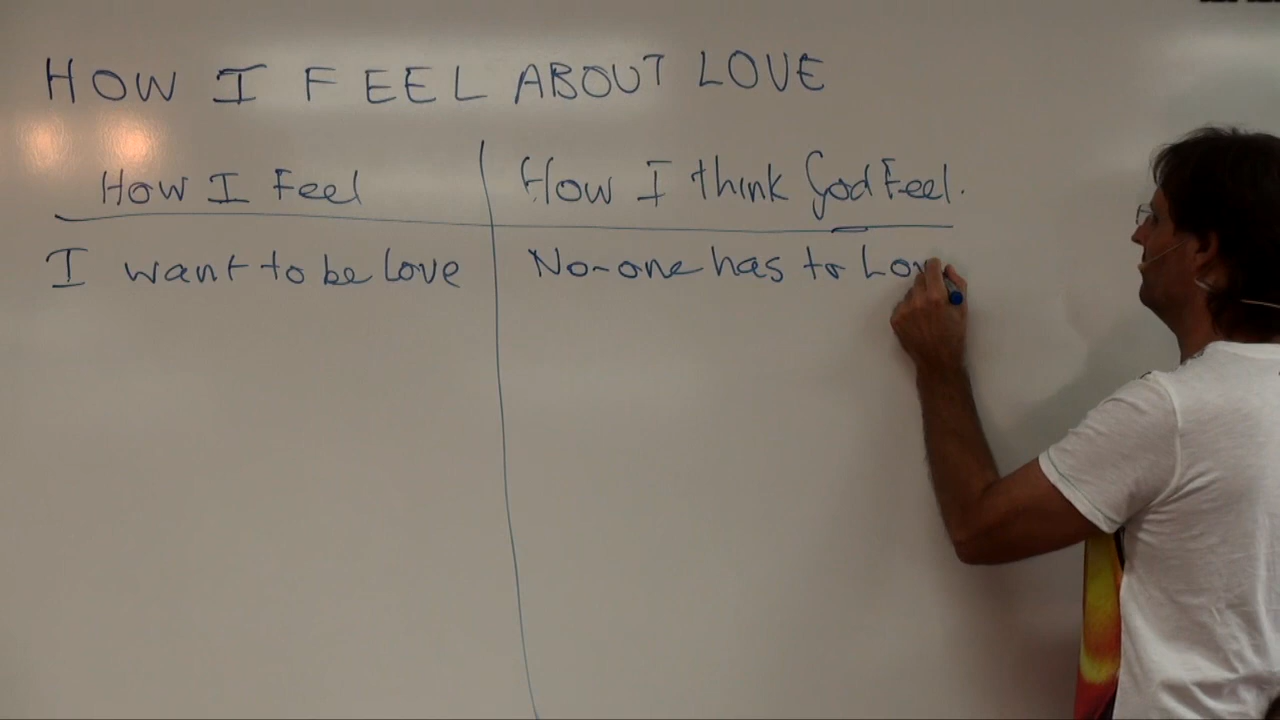 HOW I FEEL ABOUT LOVE
How I Feel
How I think God Feel.
I want to be love
No-one has to Lov